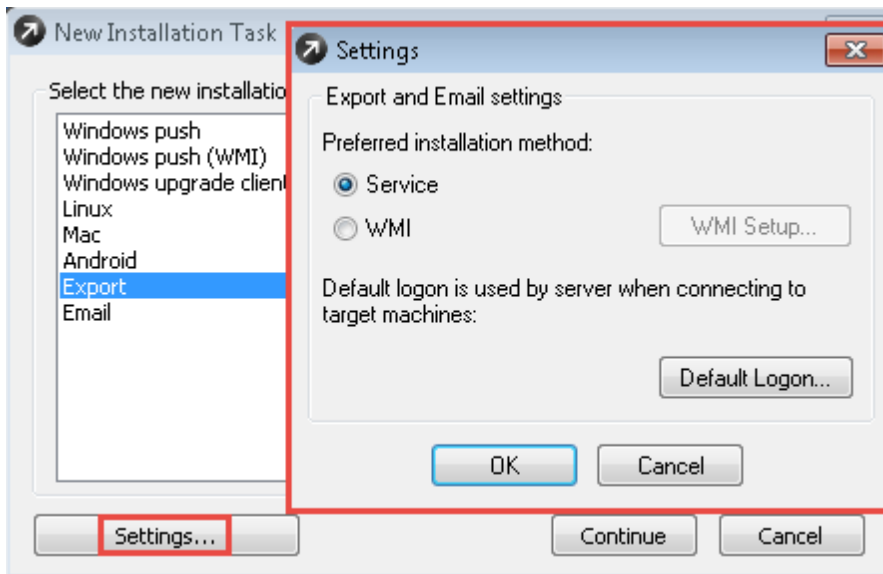 New Installation Task
Select the new installatio
Windows push
Windows push (WMI)
Windows upgrade client
Linux
Mac
Android
Export
Email
Settings...
Continue
Cancel
Settings
Export and Email settings
Preferred installation method:
Service
WMI
WMI Setup...
Default logon is used by server when connecting to
target machines:
Default Logon...
OK
Cancel